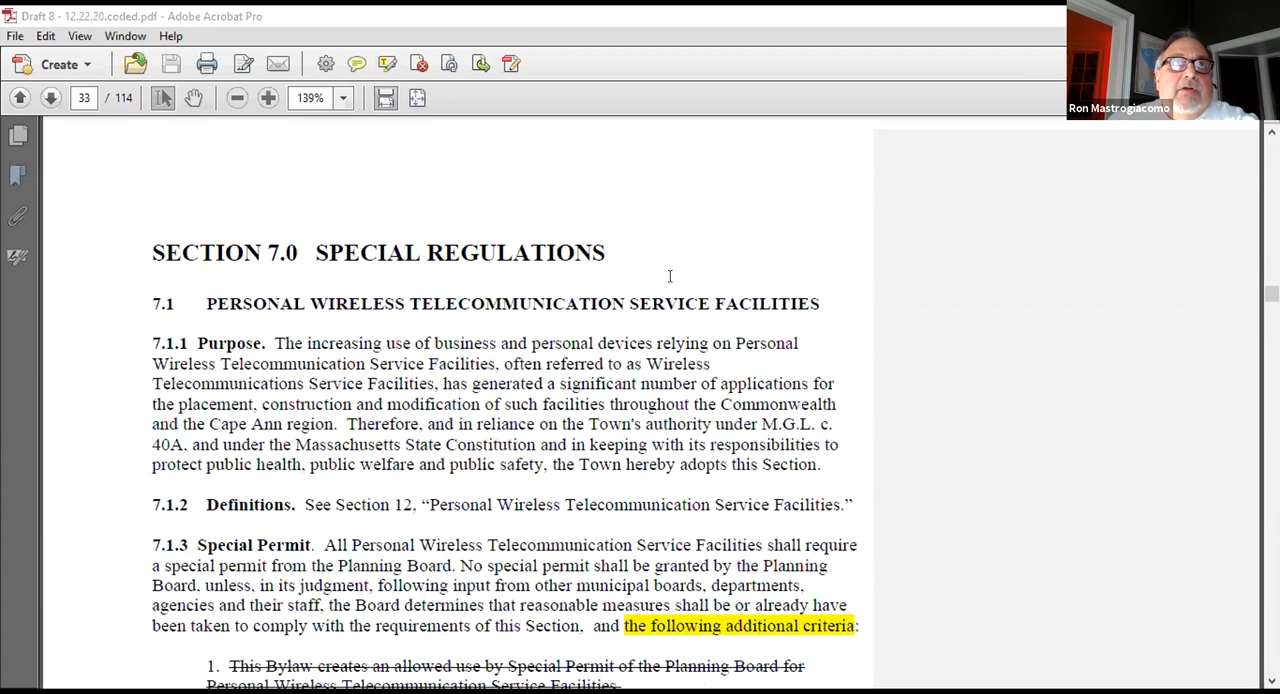 Draft 8 - 12.22.20.coded.pdf - Adobe Acrobat Pro
File Edit View Window Help
Create
33 / 114 139%
Ron Mastrogiacomo
SECTION 7.0 SPECIAL REGULATIONS
7.1 PERSONAL WIRELESS TELECOMMUNICATION SERVICE FACILITIES
7.1.1 Purpose. The increasing use of business and personal devices relying on Personal
Wireless Telecommunication Service Facilities, often referred to as Wireless
Telecommunications Service Facilities, has generated a significant number of applications for
the placement, construction and modification of such facilities throughout the Commonwealth
and the Cape Ann region. Therefore, and in reliance on the Town's authority under M.G.L. c.
40A, and under the Massachusetts State Constitution and in keeping with its responsibilities to
protect public health, public welfare and public safety, the Town hereby adopts this Section.
7.1.2 Definitions. See Section 12, “Personal Wireless Telecommunication Service Facilities.”
7.1.3 Special Permit. All Personal Wireless Telecommunication Service Facilities shall require
a special permit from the Planning Board. No special permit shall be granted by the Planning
Board, unless, in its judgment, following input from other municipal boards, departments,
agencies and their staff, the Board determines that reasonable measures shall be or already have
been taken to comply with the requirements of this Section, and the following additional criteria:
1. This Bylaw creates an allowed use by Special Permit of the Planning Board for
Personal Wireless Telecommunication Service Facilities.